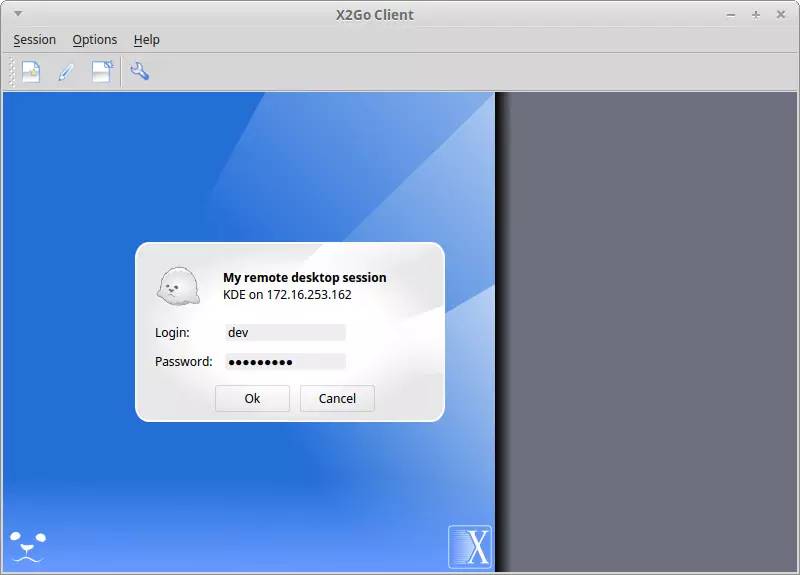 X2Go Client
Session Options Help
My remote desktop session
KDE on 172.16.253.162
Login: dev
Password: ●●●●●●●●●
Ok Cancel
X